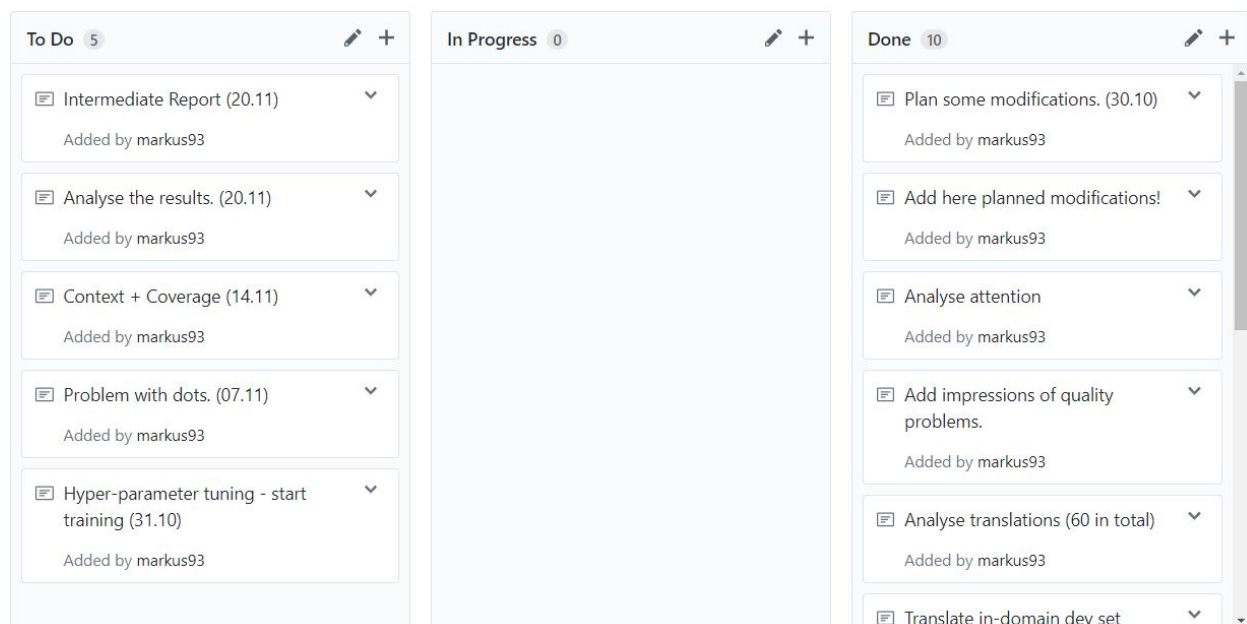 To Do 5
Intermediate Report (20.11)
Added by markus93
Analyse the results. (20.11)
Added by markus93
Context + Coverage (14.11)
Added by markus93
Problem with dots. (07.11)
Added by markus93
Hyper-parameter tuning - start
training (31.10)
Added by markus93
In Progress 0
Done 10
Plan some modifications. (30.10)
Added by markus93
Add here planned modifications!
Added by markus93
Analyse attention
Added by markus93
Add impressions of quality
problems.
Added by markus93
Analyse translations (60 in total)
Added by markus93
Translate in-domain dev set